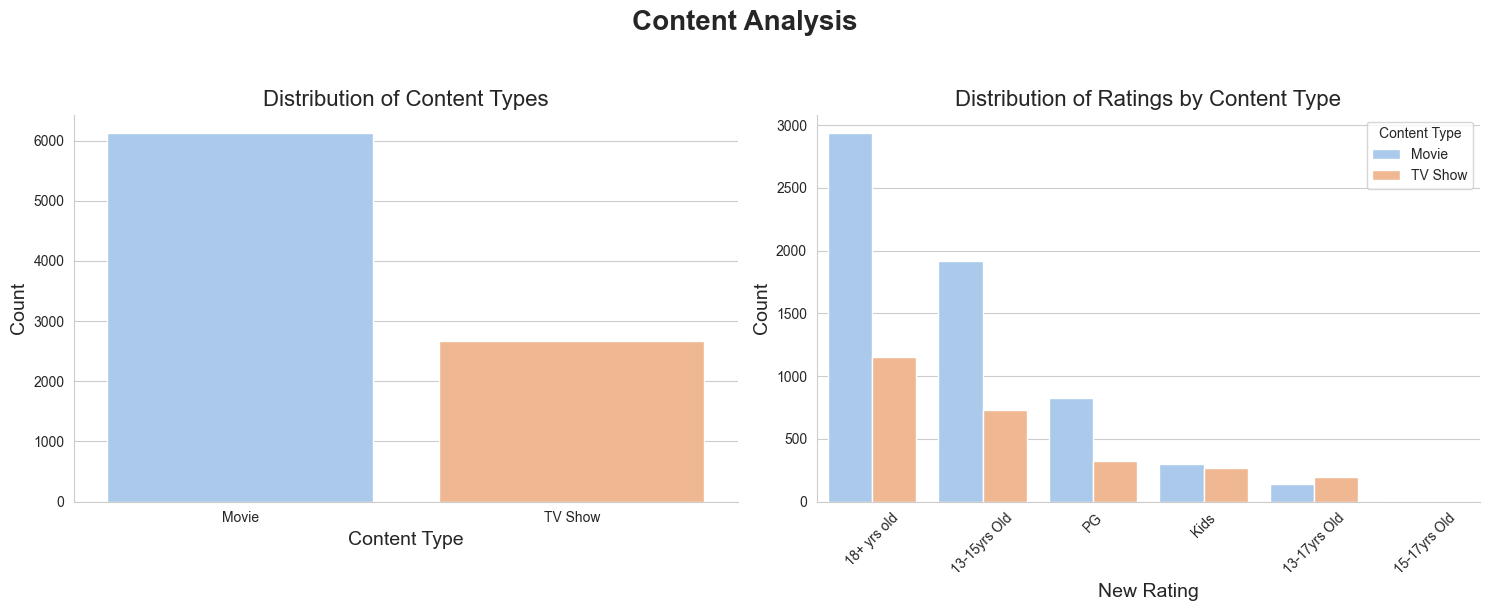 Content Analysis
Distribution of Content Types
6000
5000
4000
3000
2000
1000
0
Count
Movie
TV Show
Content Type
Distribution of Ratings by Content Type
3000
2500
2000
1500
1000
500
0
Count
Content Type
Movie
TV Show
18+ yrs old
13-15yrs Old
PG
Kids
13-17yrs Old
15-17yrs Old
New Rating